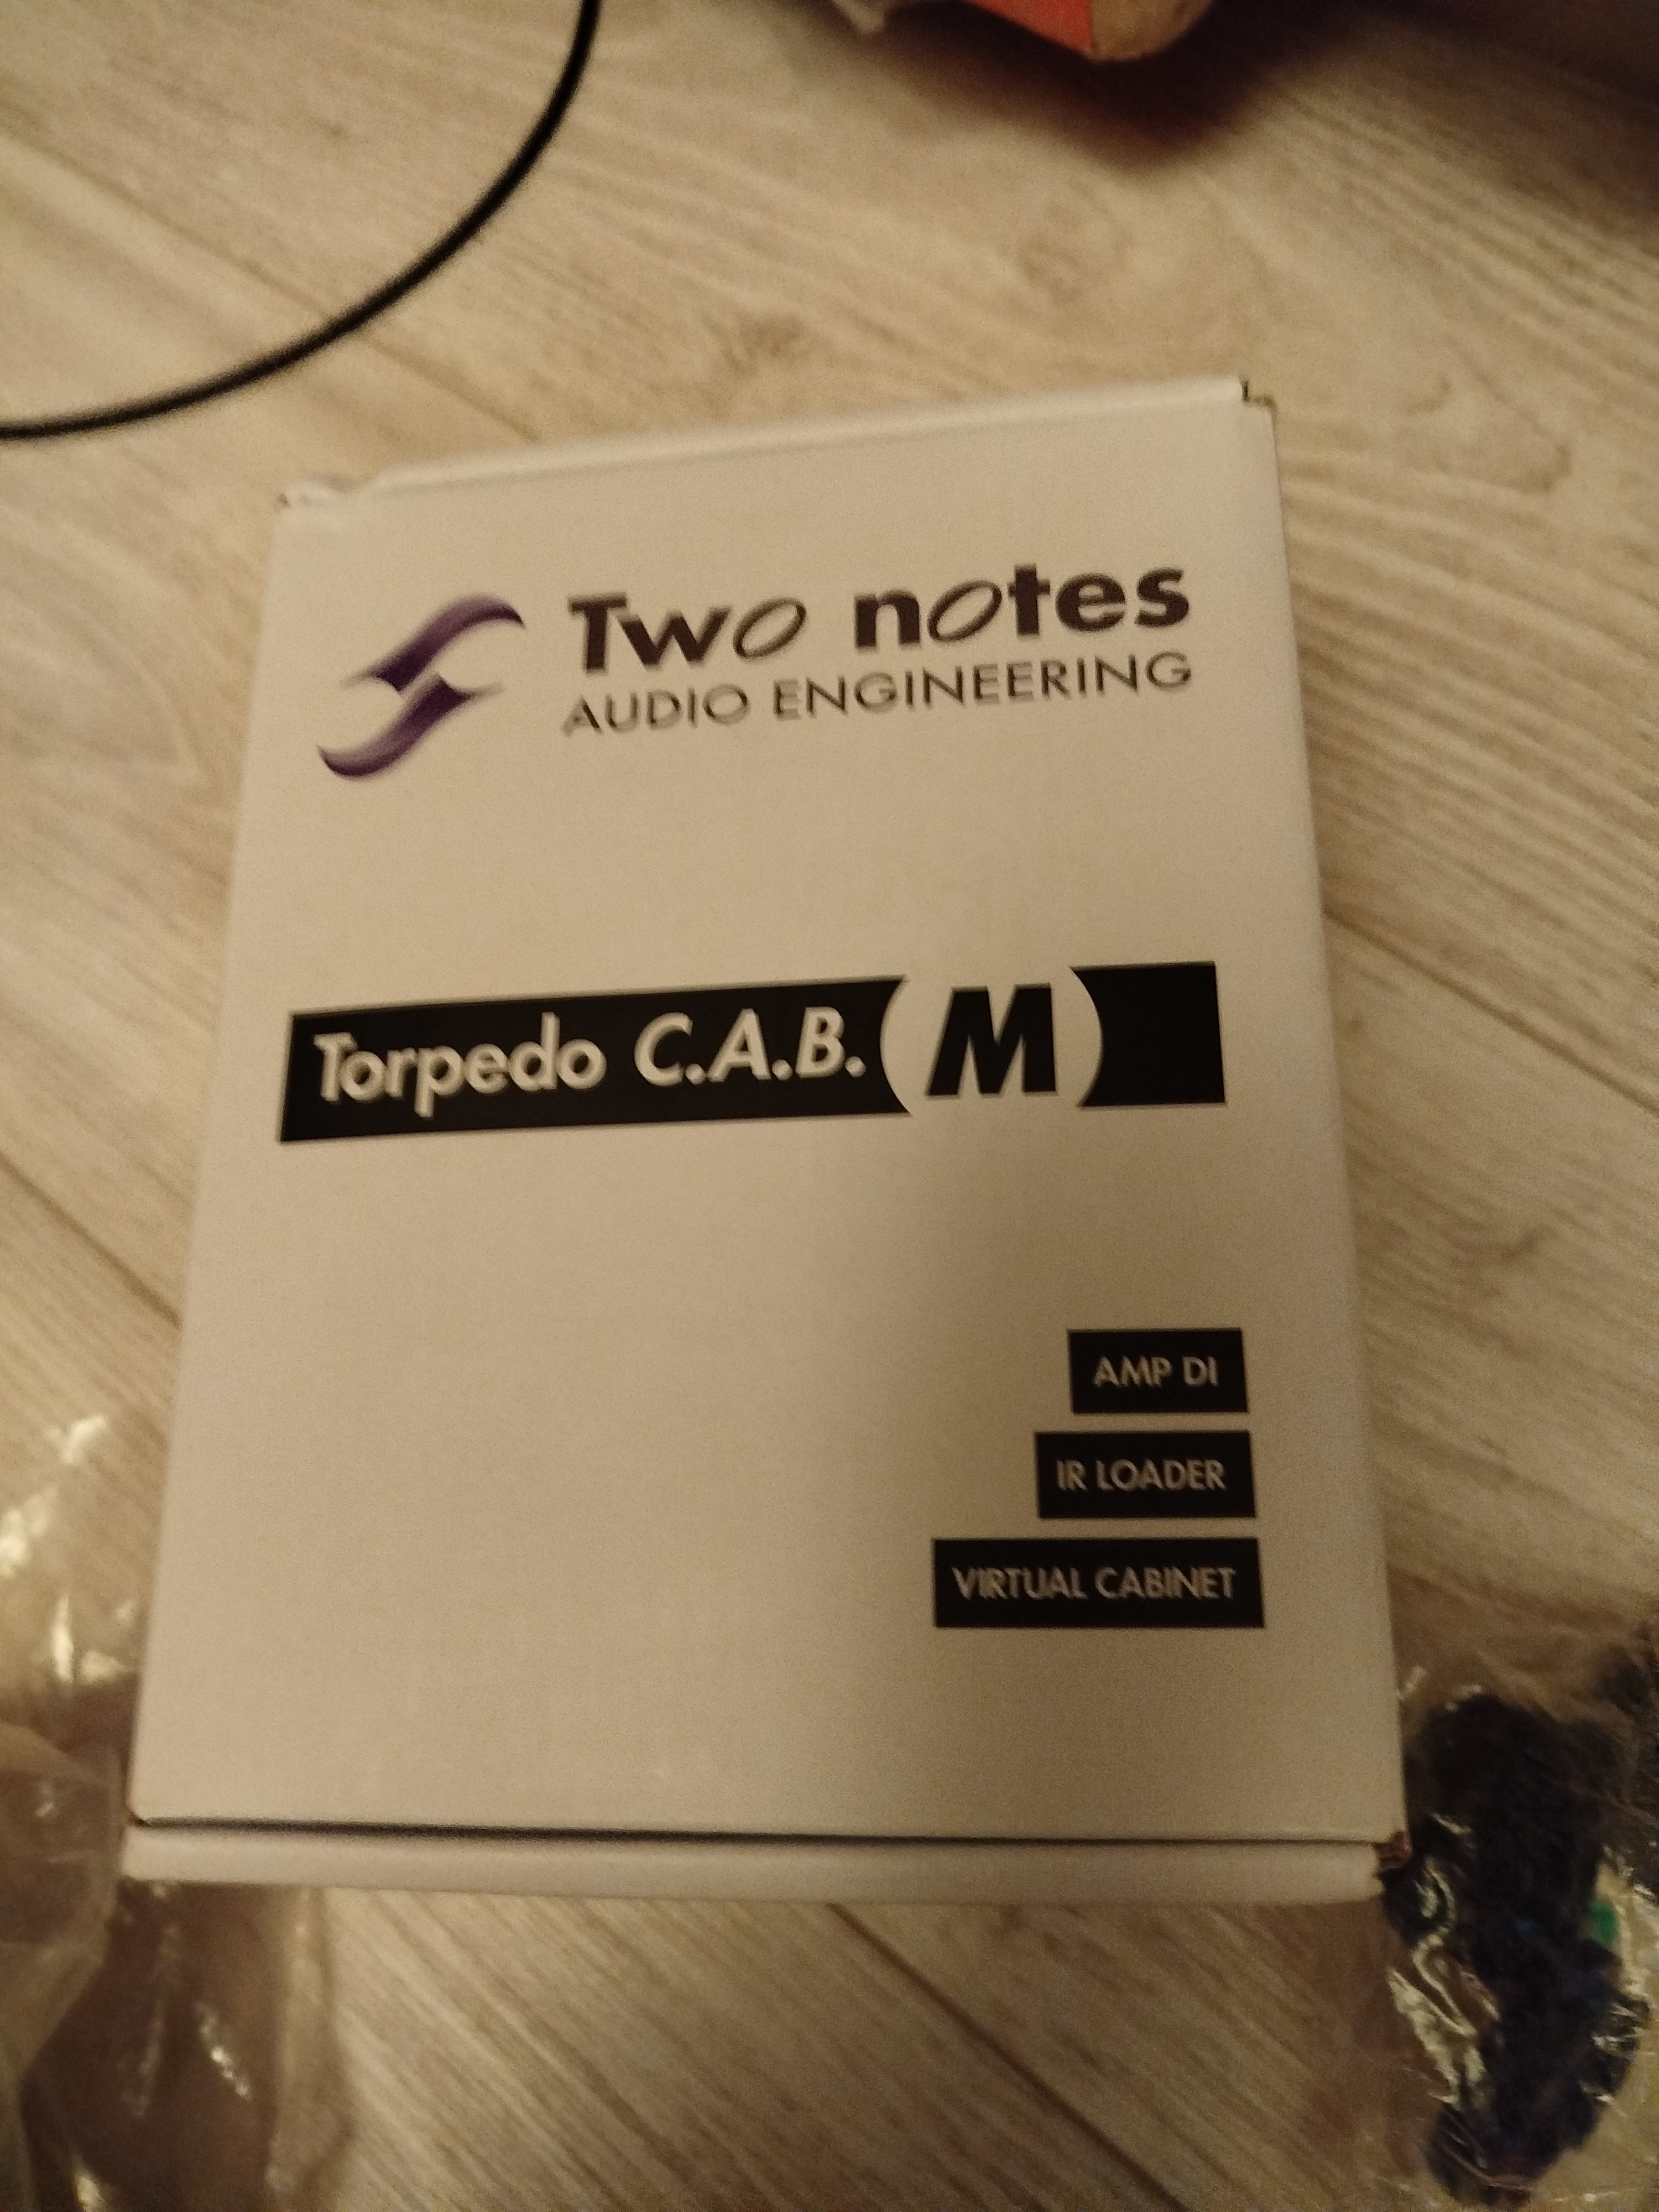 Two notes
AUDIO ENGINEERING
Torpedo C.A.B. (M)
AMP DI
IR LOADER
VIRTUAL CABINET